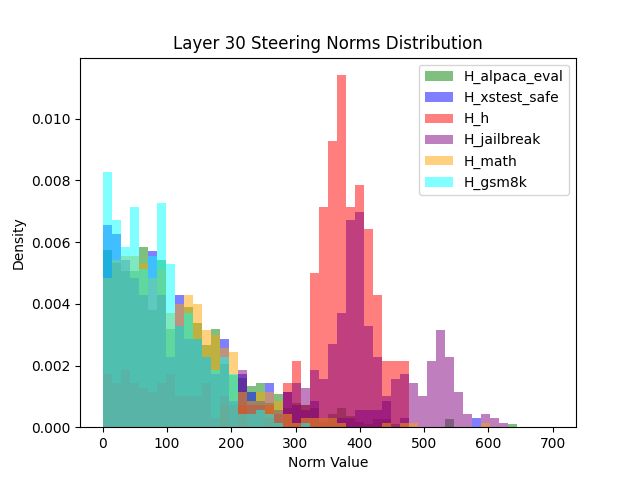 Layer 30 Steering Norms Distribution
H_alpaca_eval
H_xstest_safe
H_h
H_jailbreak
H_math
H_gsm8k
0.010
0.008
0.006
0.004
0.002
0.000
Density
0 100 200 300 400 500 600 700
Norm Value